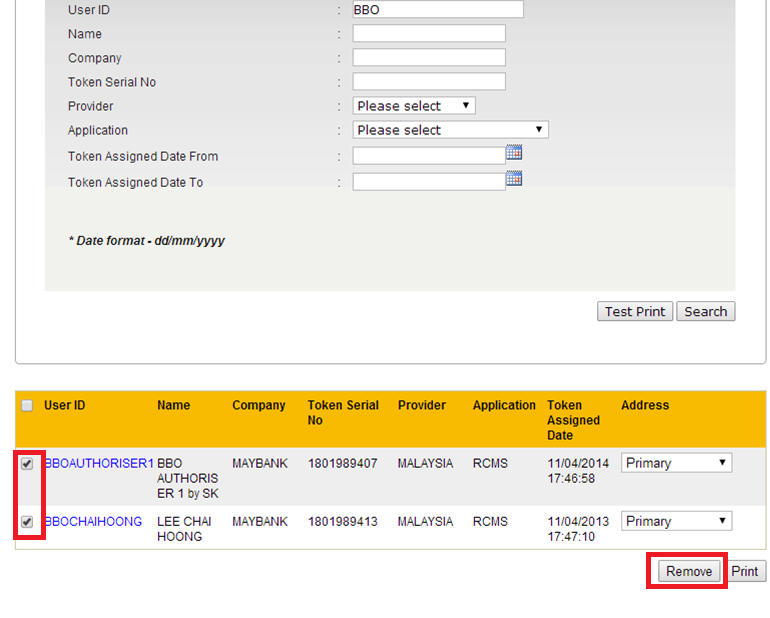 User ID : BBO
Name :
Company :
Token Serial No :
Provider : Please select
Application : Please select
Token Assigned Date From :
Token Assigned Date To :
* Date format - dd/mm/yyyy
Test Print Search
User ID Name Company Token Serial No Provider Application Token Assigned Date Address
BBOAUTHORISER1 BBO AUTHORISER 1 by SK MAYBANK 1801989407 MALAYSIA RCMS 11/04/2014 17:46:58 Primary
BBOCHAIHOONG LEE CHAI HOONG MAYBANK 1801989413 MALAYSIA RCMS 11/04/2013 17:47:10 Primary
Remove Print